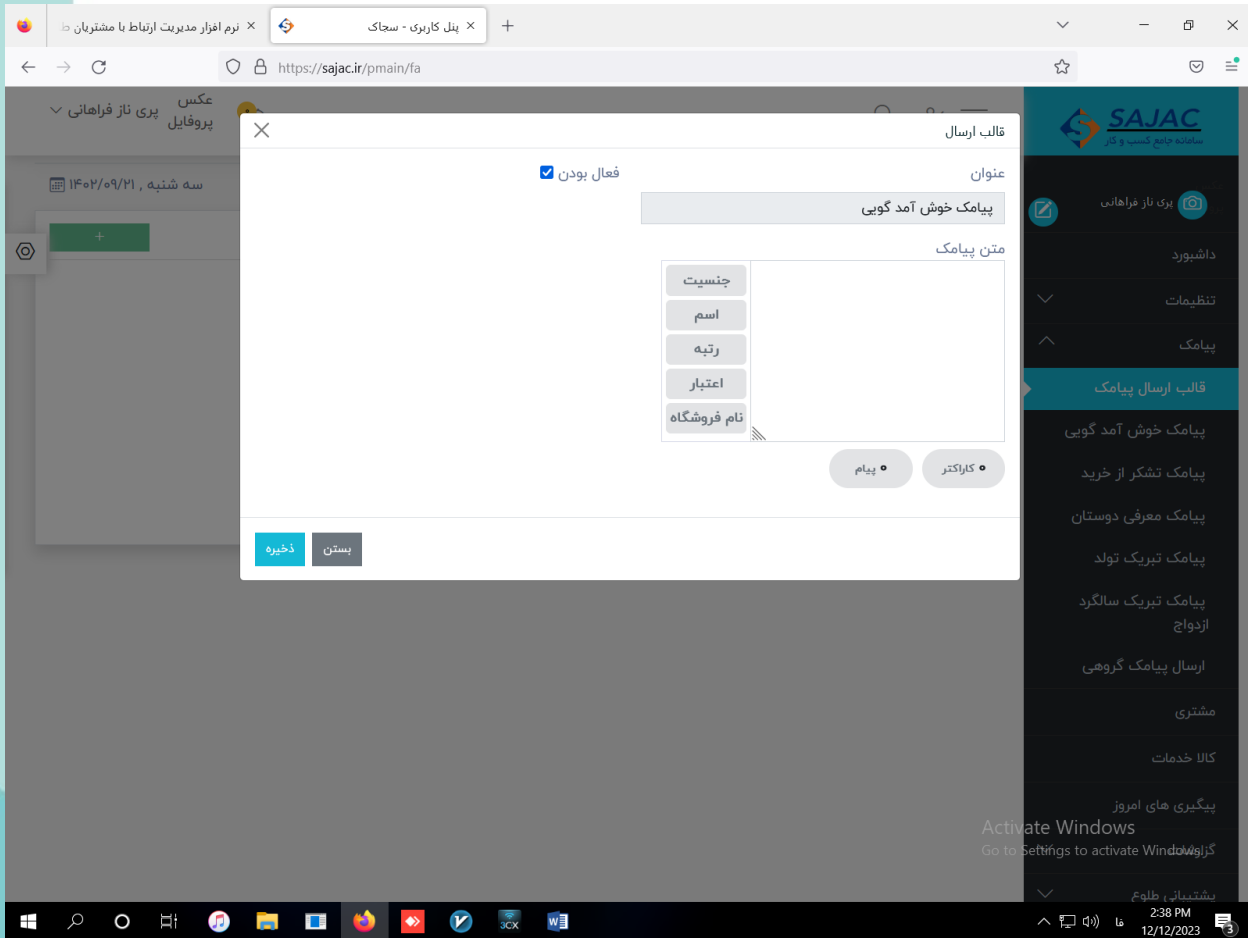 نرم افزار مدیریت ارتباط با مشتریان
پنل کاربری - سجاک
https://sajac.ir/pmain/fa
عکس پروفایل
پری ناز فراهانی
سه شنبه , ۱۴۰۲/۰۹/۲۱
+
قالب ارسال
عنوان
فعال بودن
پیامک خوش آمد گویی
متن پیامک
جنسیت
اسم
رتبه
اعتبار
نام فروشگاه
۰ کاراکتر
۰ پیام
بستن
ذخیره
SAJAC
سامانه جامع کسب و کار
پری ناز فراهانی
داشبورد
تنظیمات
پیامک
قالب ارسال پیامک
پیامک خوش آمد گویی
پیامک تشکر از خرید
پیامک معرفی دوستان
پیامک تبریک تولد
پیامک تبریک سالگرد
ازدواج
ارسال پیامک گروهی
مشتری
کالا خدمات
پیگیری های امروز
پشتیبانی طلوع
Activate Windows
Go to Settings to activate Windows.
3CX
W
فا
2:38 PM
12/12/2023
3